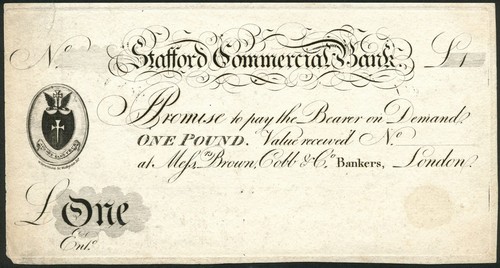 No. Stafford Commercial Bank. £1
I Promise to pay the Bearer on Demand
ONE POUND. Value received No.
at Messrs Brown, Cobb & Co. Bankers, London
£ One
Entd.